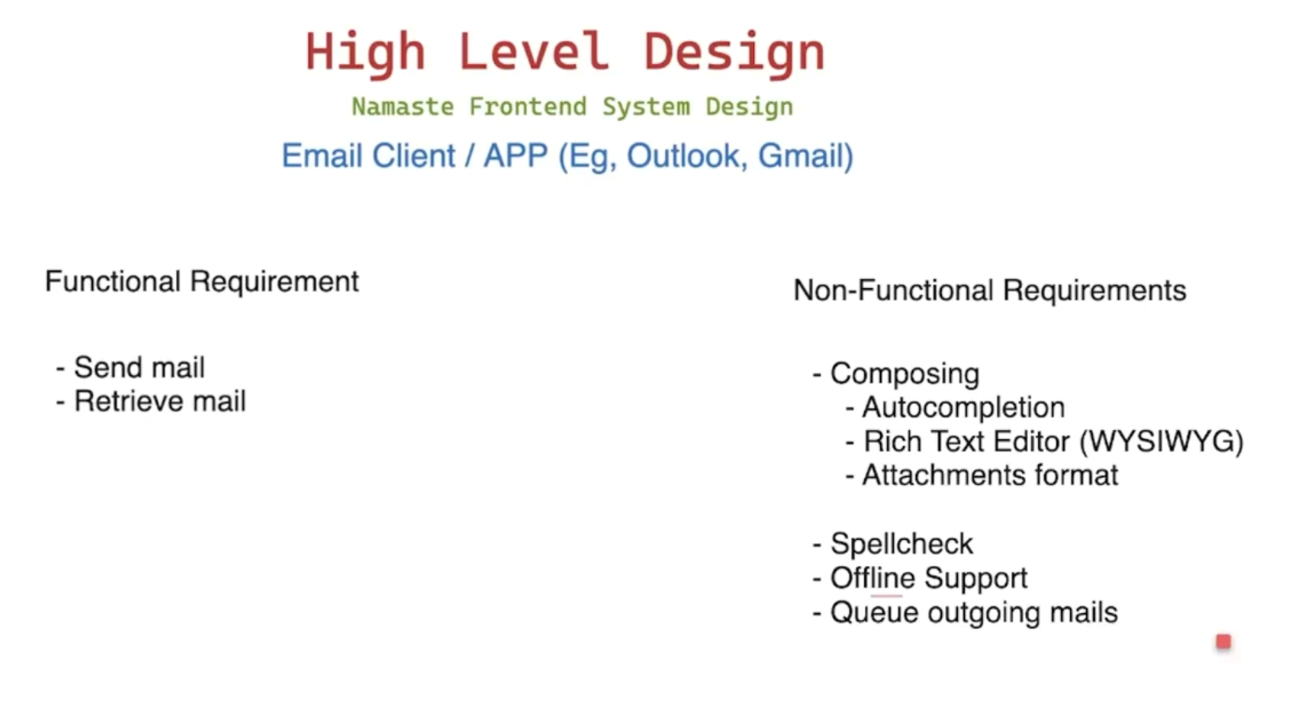 High Level Design
Namaste Frontend System Design
Email Client / APP (Eg, Outlook, Gmail)
Functional Requirement
- Send mail
- Retrieve mail
Non-Functional Requirements
- Composing
- Autocompletion
- Rich Text Editor (WYSIWYG)
- Attachments format
- Spellcheck
- Offline Support
- Queue outgoing mails